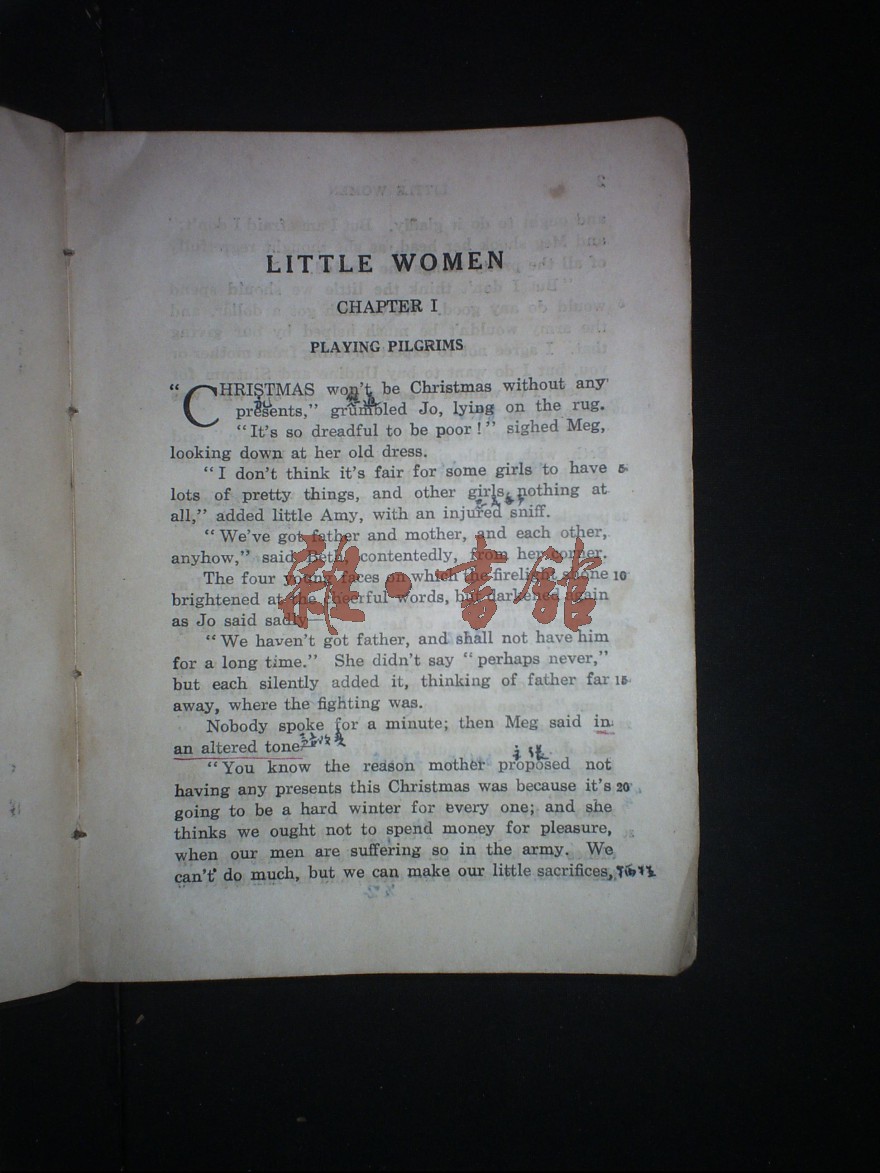 LITTLE WOMEN
CHAPTER I
PLAYING PILGRIMS
“CHRISTMAS won't be Christmas without any
presents,” grumbled Jo, lying on the rug.
“It's so dreadful to be poor!” sighed Meg,
looking down at her old dress.
“I don't think it's fair for some girls to have 5
lots of pretty things, and other girls nothing at
all,” added little Amy, with an injured sniff.
“We've got father and mother, and each other,
anyhow,” said Beth, contentedly, from her corner.
The four young faces on which the firelight shone 10
brightened at the cheerful words, but darkened again
as Jo said sadly—
“We haven't got father, and shall not have him
for a long time.” She didn't say “perhaps never,”
but each silently added it, thinking of father far 15
away, where the fighting was.
Nobody spoke for a minute; then Meg said in
an altered tone
主張
“You know the reason mother proposed not
having any presents this Christmas was because it's 20
going to be a hard winter for every one; and she
thinks we ought not to spend money for pleasure,
when our men are suffering so in the army. We
can't do much, but we can make our little sacrifices,
雜·書館